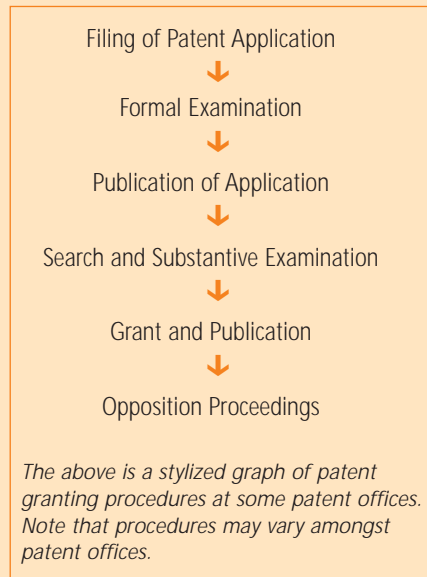 Filing of Patent Application
Formal Examination
Publication of Application
Search and Substantive Examination
Grant and Publication
Opposition Proceedings
The above is a stylized graph of patent
granting procedures at some patent offices.
Note that procedures may vary amongst
patent offices.